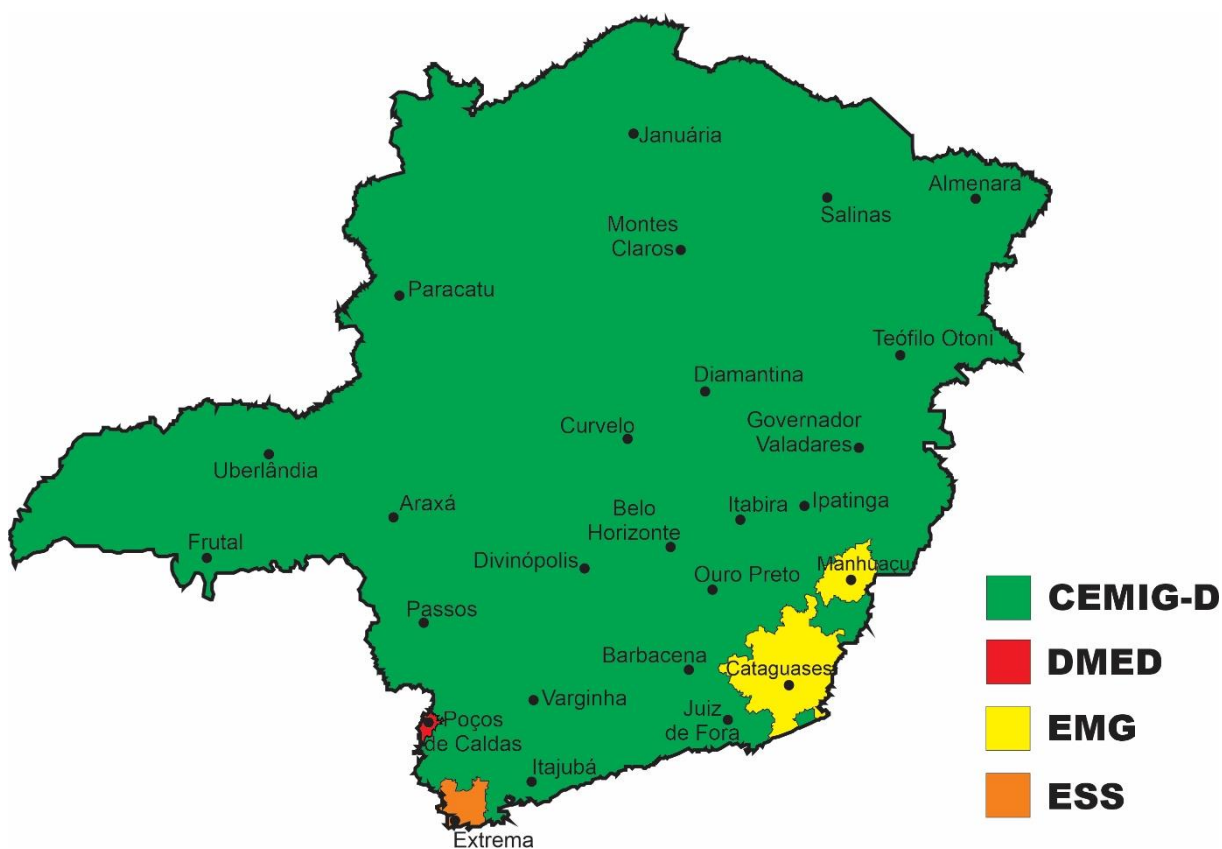 Januária
Almenara
Salinas
Montes
Claros
Paracatu
Teófilo Otoni
Diamantina
Curvelo
Governador
Valadares
Uberlândia
Araxá
Belo
Horizonte
Itabira
Ipatinga
Frutal
Divinópolis
Ouro Preto
Manhuaçu
Passos
Barbacena
Cataguases
Varginha
Juiz
de Fora
Poços
de Caldas
Itajubá
Extrema
CEMIG-D
DMED
EMG
ESS